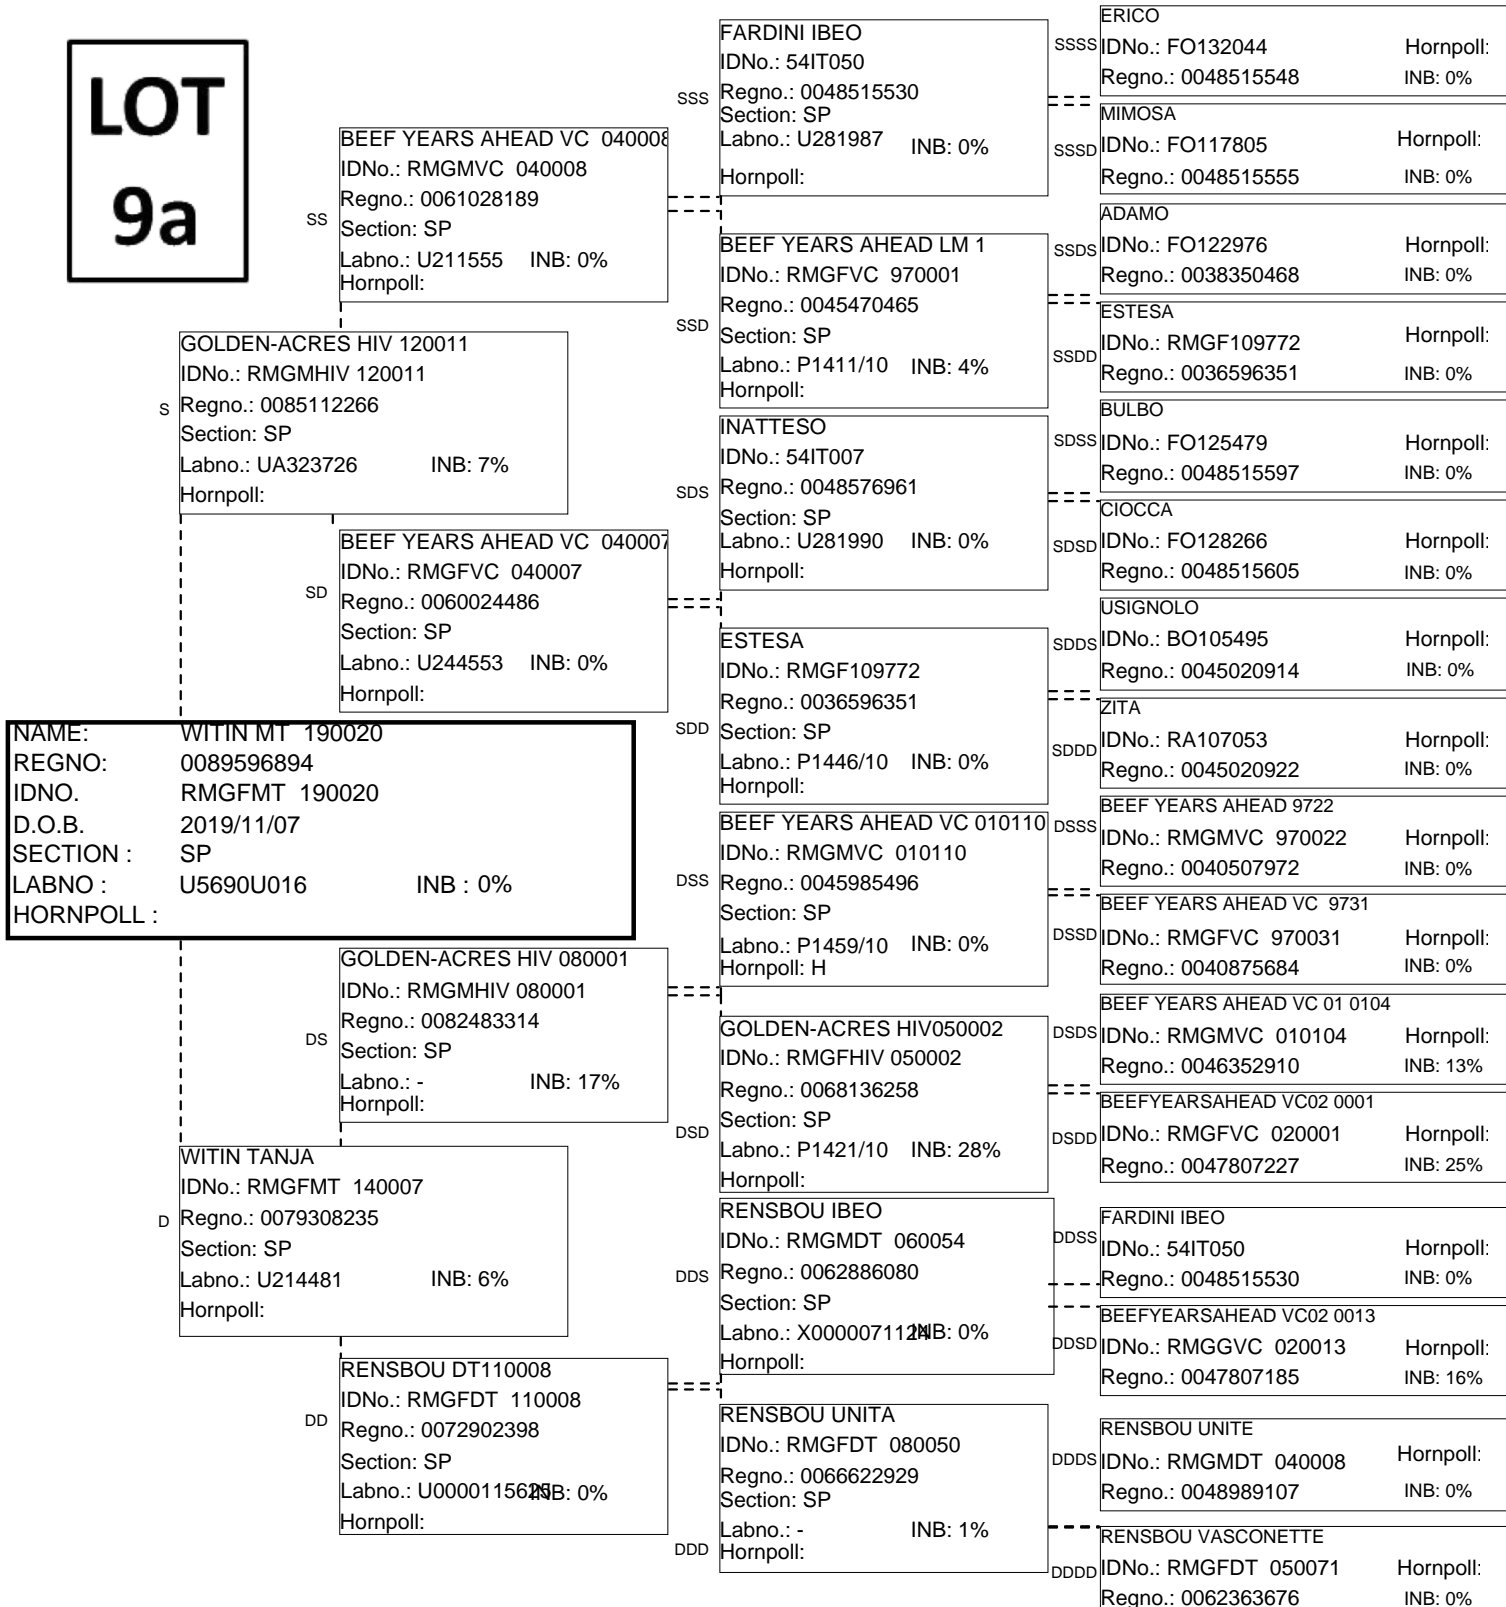 LOT
9a
NAME: WITIN MT 190020
REGNO: 0089596894
IDNO. RMGFMT 190020
D.O.B. 2019/11/07
SECTION : SP
LABNO : U5690U016 INB : 0%
HORNPOLL :
S
GOLDEN-ACRES HIV 120011
IDNo.: RMGMHIV 120011
Regno.: 0085112266
Section: SP
Labno.: UA323726 INB: 7%
Hornpoll:
D
WITIN TANJA
IDNo.: RMGFMT 140007
Regno.: 0079308235
Section: SP
Labno.: U214481 INB: 6%
Hornpoll:
SS
BEEF YEARS AHEAD VC 040008
IDNo.: RMGMVC 040008
Regno.: 0061028189
Section: SP
Labno.: U211555 INB: 0%
Hornpoll:
SD
BEEF YEARS AHEAD VC 040007
IDNo.: RMGFVC 040007
Regno.: 0060024486
Section: SP
Labno.: U244553 INB: 0%
Hornpoll:
DS
GOLDEN-ACRES HIV 080001
IDNo.: RMGMHIV 080001
Regno.: 0082483314
Section: SP
Labno.: - INB: 17%
Hornpoll:
DD
RENSBOU DT110008
IDNo.: RMGFDT 110008
Regno.: 0072902398
Section: SP
Labno.: U0000115625 INB: 0%
Hornpoll:
SSS
FARDINI IBEO
IDNo.: 54IT050
Regno.: 0048515530
Section: SP
Labno.: U281987 INB: 0%
Hornpoll:
SSD
BEEF YEARS AHEAD LM 1
IDNo.: RMGFVC 970001
Regno.: 0045470465
Section: SP
Labno.: P1411/10 INB: 4%
Hornpoll:
SDS
INATTESO
IDNo.: 54IT007
Regno.: 0048576961
Section: SP
Labno.: U281990 INB: 0%
Hornpoll:
SDD
ESTESA
IDNo.: RMGF109772
Regno.: 0036596351
Section: SP
Labno.: P1446/10 INB: 0%
Hornpoll:
DSS
BEEF YEARS AHEAD VC 010110
IDNo.: RMGMVC 010110
Regno.: 0045985496
Section: SP
Labno.: P1459/10 INB: 0%
Hornpoll: H
DSD
GOLDEN-ACRES HIV050002
IDNo.: RMGFHIV 050002
Regno.: 0068136258
Section: SP
Labno.: P1421/10 INB: 28%
Hornpoll:
DDS
RENSBOU IBEO
IDNo.: RMGMDT 060054
Regno.: 0062886080
Section: SP
Labno.: X0000071124 INB: 0%
Hornpoll:
DDD
RENSBOU UNITA
IDNo.: RMGFDT 080050
Regno.: 0066622929
Section: SP
Labno.: - INB: 1%
Hornpoll:
ERICO
SSSS IDNo.: FO132044 Hornpoll:
Regno.: 0048515548 INB: 0%
MIMOSA
SSSD IDNo.: FO117805 Hornpoll:
Regno.: 0048515555 INB: 0%
ADAMO
SSDS IDNo.: FO122976 Hornpoll:
Regno.: 0038350468 INB: 0%
ESTESA
SSDD IDNo.: RMGF109772 Hornpoll:
Regno.: 0036596351 INB: 0%
BULBO
SDSS IDNo.: FO125479 Hornpoll:
Regno.: 0048515597 INB: 0%
CIOCCA
SDSD IDNo.: FO128266 Hornpoll:
Regno.: 0048515605 INB: 0%
USIGNOLO
SDDS IDNo.: BO105495 Hornpoll:
Regno.: 0045020914 INB: 0%
ZITA
SDDD IDNo.: RA107053 Hornpoll:
Regno.: 0045020922 INB: 0%
BEEF YEARS AHEAD 9722
DSSS IDNo.: RMGMVC 970022 Hornpoll:
Regno.: 0040507972 INB: 0%
BEEF YEARS AHEAD VC 9731
DSSD IDNo.: RMGFVC 970031 Hornpoll:
Regno.: 0040875684 INB: 0%
BEEF YEARS AHEAD VC 01 0104
DSDS IDNo.: RMGMVC 010104 Hornpoll:
Regno.: 0046352910 INB: 13%
BEEFYEARSAHEAD VC02 0001
DSDD IDNo.: RMGFVC 020001 Hornpoll:
Regno.: 0047807227 INB: 25%
FARDINI IBEO
DDSS IDNo.: 54IT050 Hornpoll:
Regno.: 0048515530 INB: 0%
BEEFYEARSAHEAD VC02 0013
DDSD IDNo.: RMGGVC 020013 Hornpoll:
Regno.: 0047807185 INB: 16%
RENSBOU UNITE
DDDS IDNo.: RMGMDT 040008 Hornpoll:
Regno.: 0048989107 INB: 0%
RENSBOU VASCONETTE
DDDD IDNo.: RMGFDT 050071 Hornpoll:
Regno.: 0062363676 INB: 0%